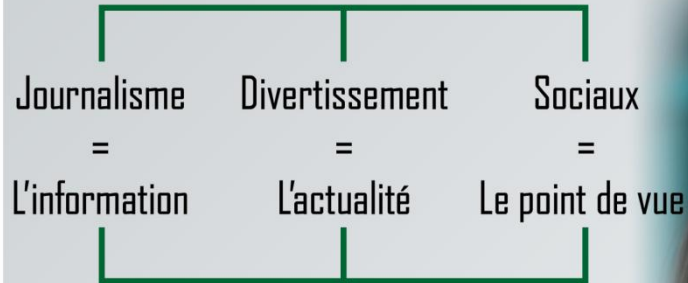 Journalisme Divertissement Sociaux
= = =
L'information L'actualité Le point de vue